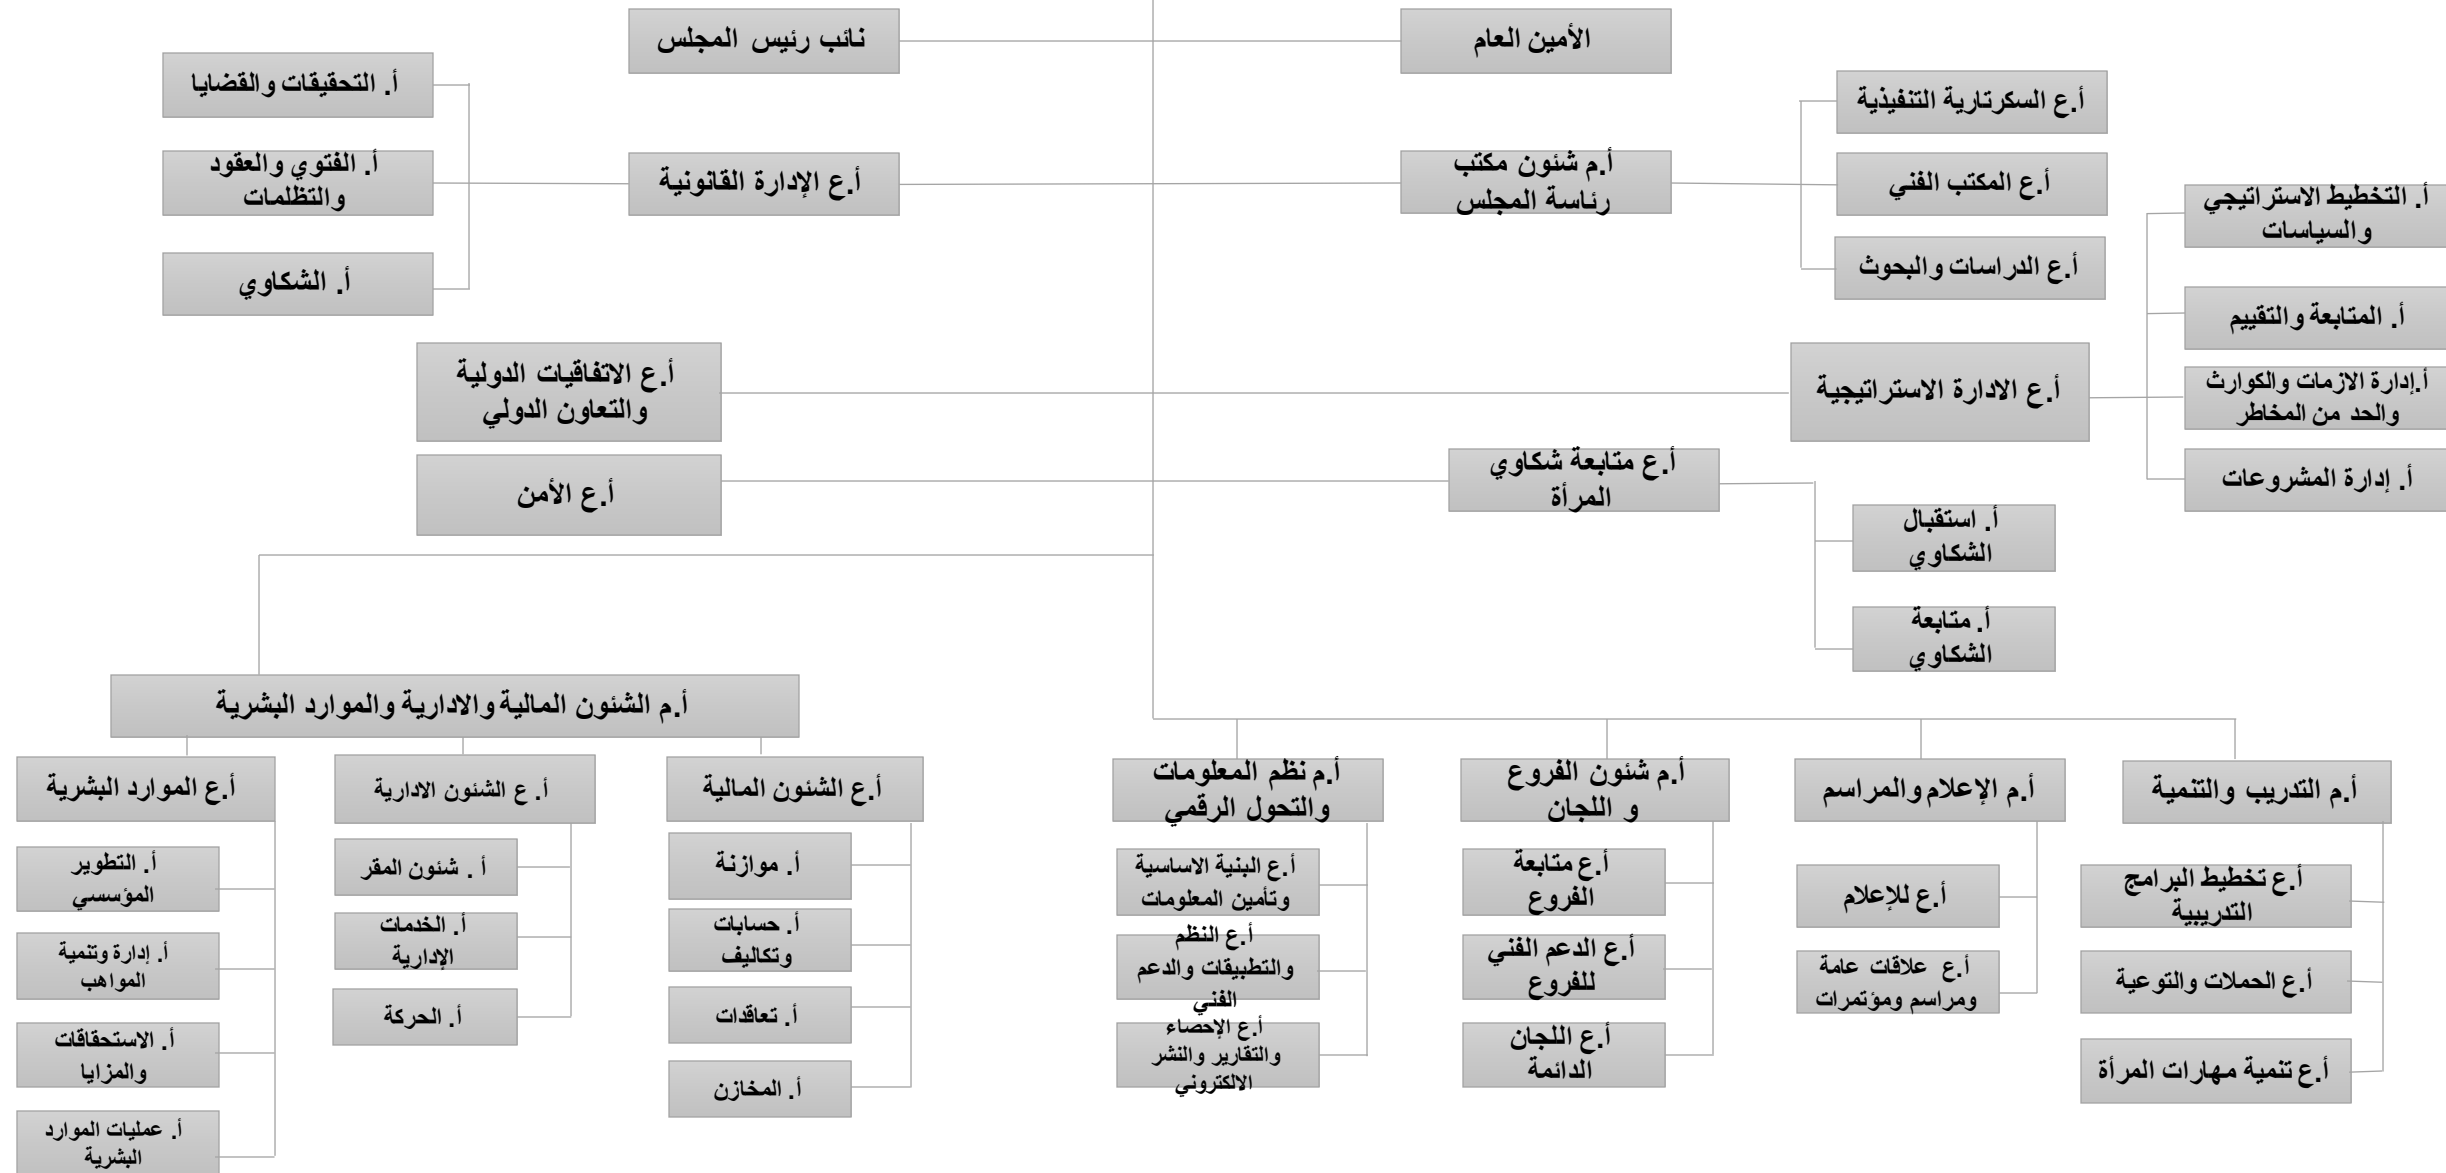 الأمين العام
نائب رئيس المجلس
أ.ع السكرتارية التنفيذية
أ.م شئون مكتب
رئاسة المجلس
أ.ع المكتب الفني
أ.ع الدراسات والبحوث
أ.ع الإدارة القانونية
أ. التحقيقات والقضايا
أ. الفتوي والعقود
والتظلمات
أ. الشكاوي
أ. التخطيط الاستراتيجي
والسياسات
أ. المتابعة والتقييم
أ.إدارة الازمات والكوارث
والحد من المخاطر
أ. إدارة المشروعات
أ.ع الادارة الاستراتيجية
أ.ع الاتفاقيات الدولية
والتعاون الدولي
أ.ع متابعة شكاوي
المرأة
أ.ع الأمن
أ. استقبال
الشكاوي
أ. متابعة
الشكاوي
أ.م التدريب والتنمية
أ.ع تخطيط البرامج
التدريبية
أ.ع الحملات والتوعية
أ.ع تنمية مهارات المرأة
أ.م الإعلام والمراسم
أ.ع للإعلام
أ.ع علاقات عامة
ومراسم ومؤتمرات
أ.م شئون الفروع
و اللجان
أ.ع متابعة
الفروع
أ.ع الدعم الفني
للفروع
أ.ع اللجان
الدائمة
أ.م نظم المعلومات
والتحول الرقمي
أ.ع البنية الاساسية
وتأمين المعلومات
أ.ع النظم
والتطبيقات والدعم
الفني
أ.ع الإحصاء
والتقارير والنشر
الالكتروني
أ.م الشئون المالية والادارية والموارد البشرية
أ.ع الشئون المالية
أ. موازنة
أ. حسابات
وتكاليف
أ. تعاقدات
أ. المخازن
أ. ع الشئون الادارية
أ . شئون المقر
أ. الخدمات
الإدارية
أ. الحركة
أ.ع الموارد البشرية
أ. التطوير
المؤسسي
أ. إدارة وتنمية
المواهب
أ. الاستحقاقات
والمزايا
أ. عمليات الموارد
البشرية